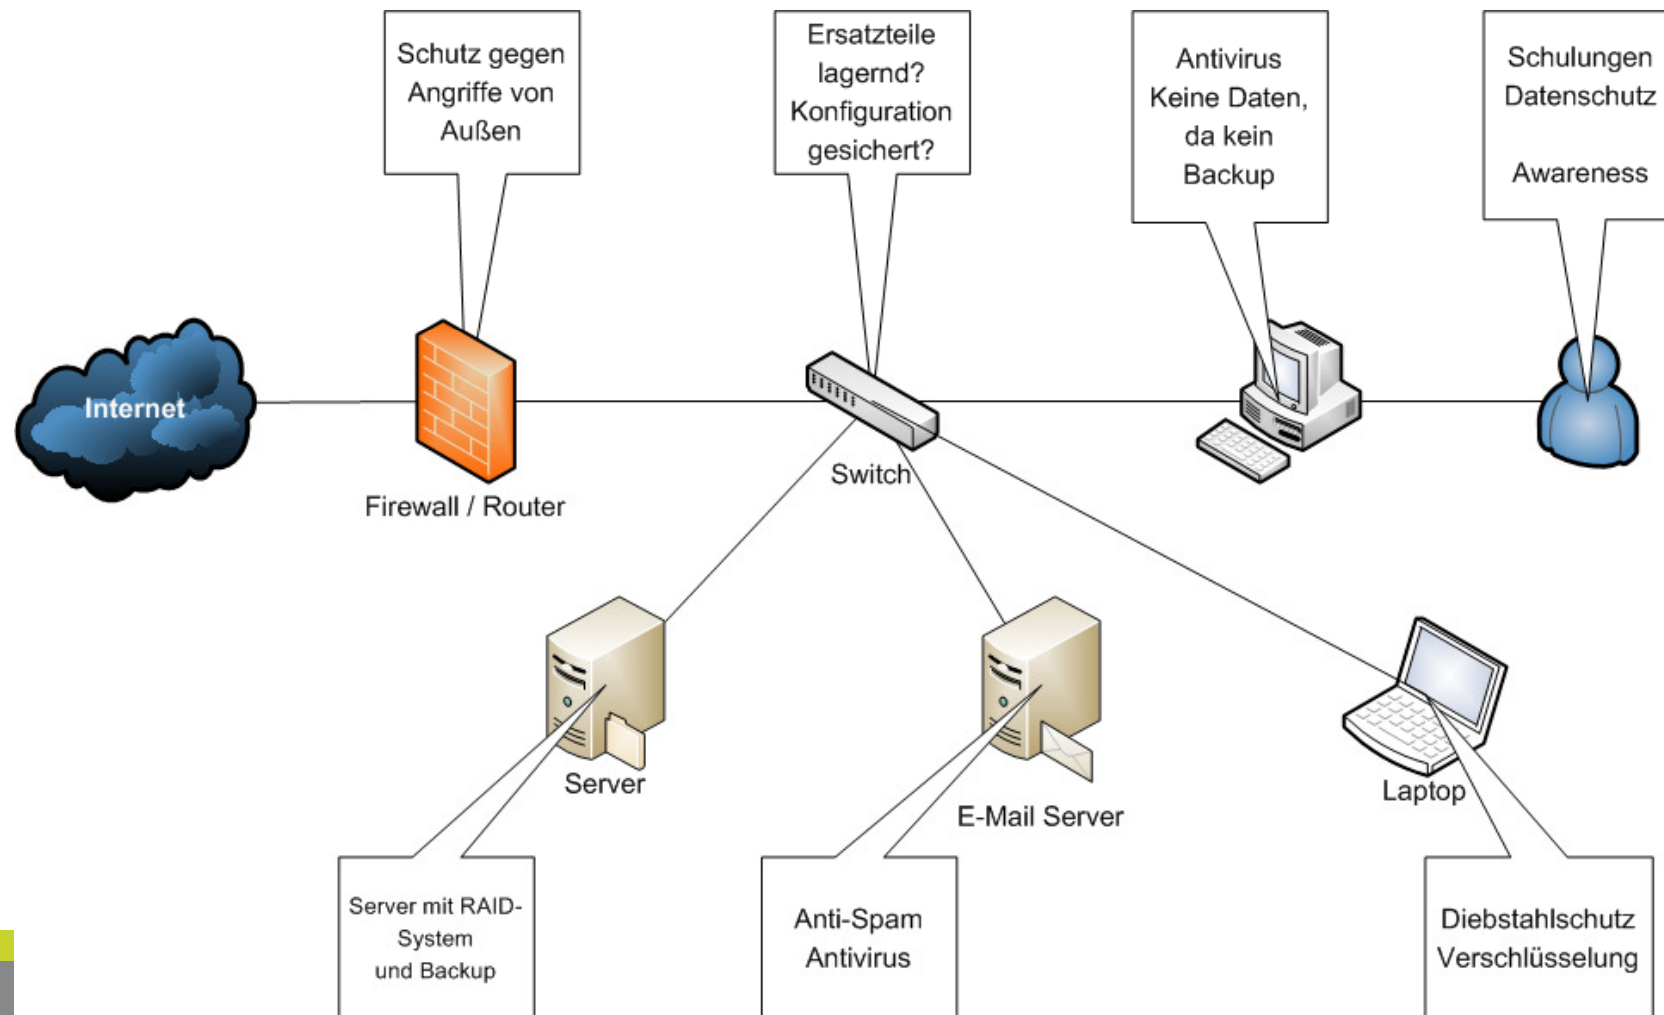 Schutz gegen
Angriffe von
Außen
Ersatzteile
lagernd?
Konfiguration
gesichert?
Antivirus
Keine Daten,
da kein
Backup
Schulungen
Datenschutz
Awareness
Internet
Firewall / Router
Switch
Server
E-Mail Server
Laptop
Server mit RAID-
System
und Backup
Anti-Spam
Antivirus
Diebstahlschutz
Verschlüsselung